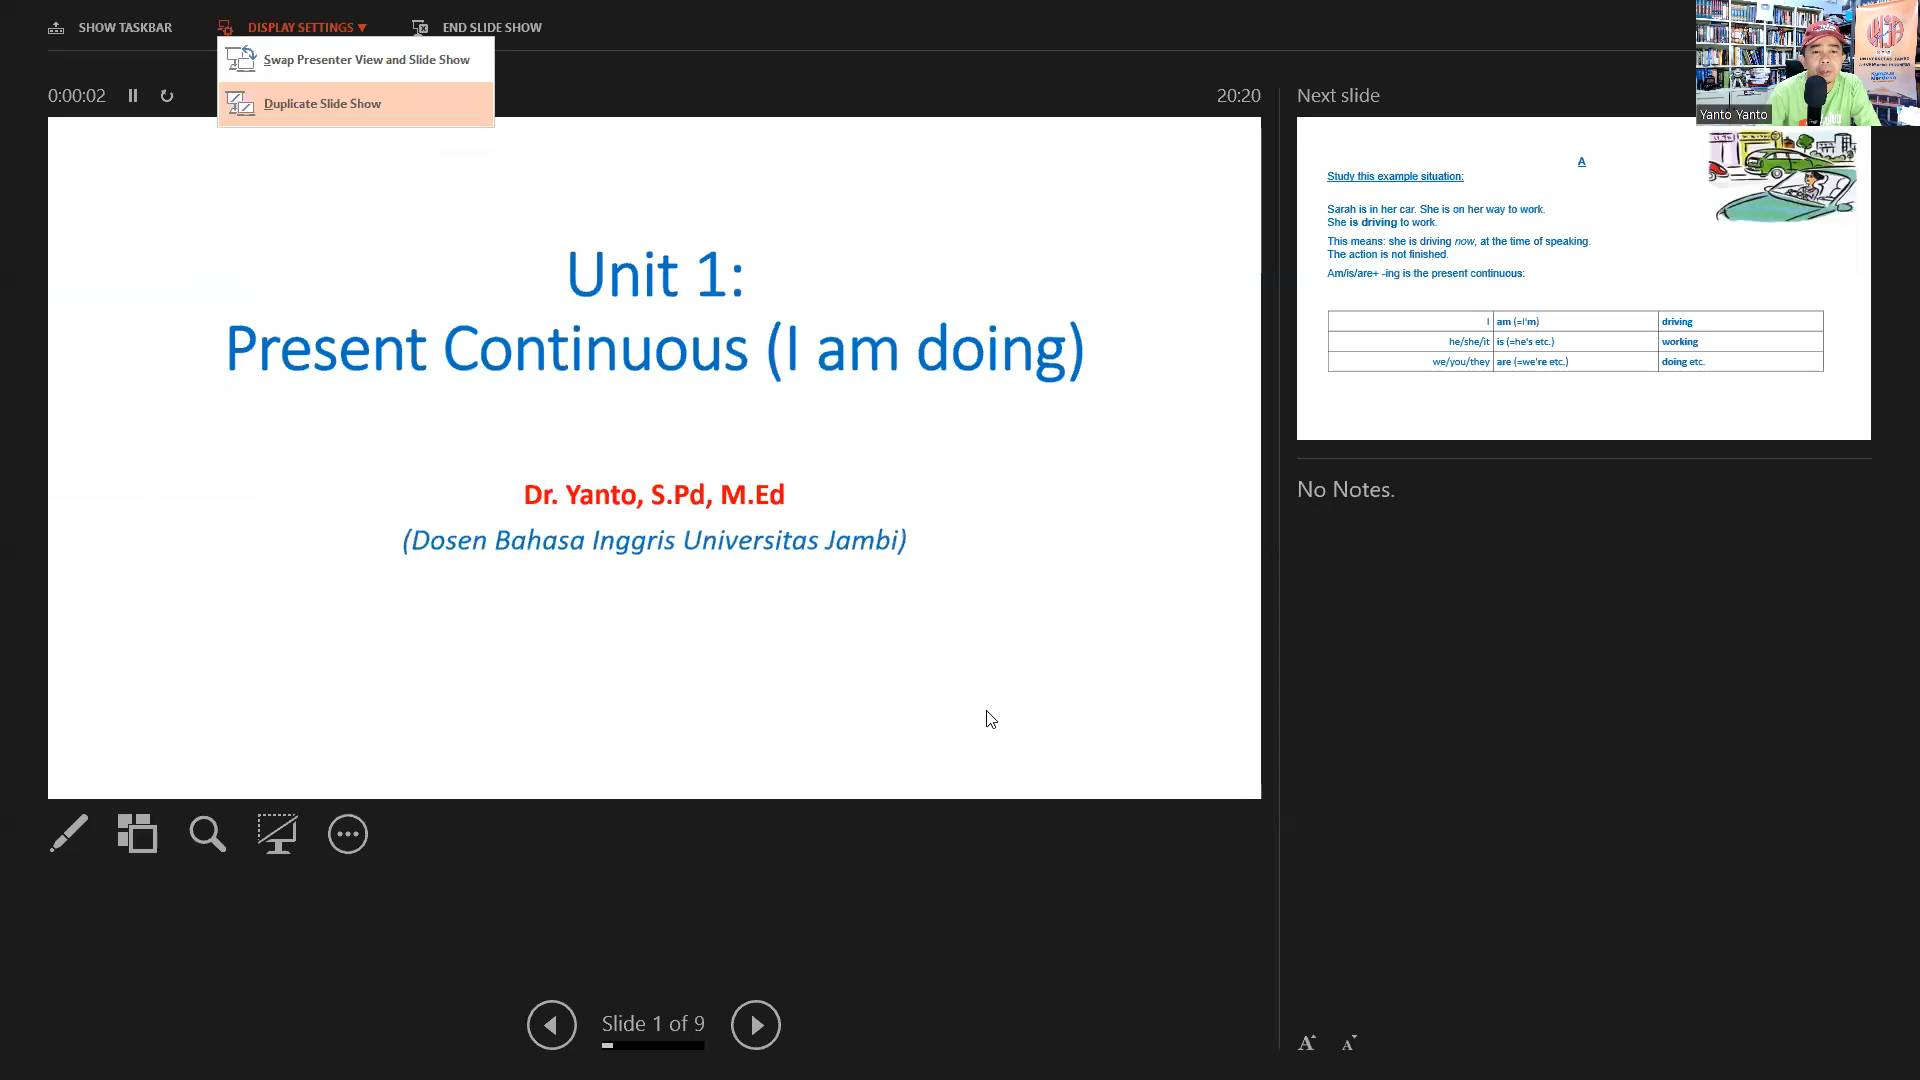 SHOW TASKBAR
DISPLAY SETTINGS
END SLIDE SHOW
Swap Presenter View and Slide Show
Duplicate Slide Show
0:00:02
20:20
Next slide
Unit 1:
Present Continuous (I am doing)
Dr. Yanto, S.Pd, M.Ed
(Dosen Bahasa Inggris Universitas Jambi)
Slide 1 of 9
UNIVERSITAS JAMBI
Kampus
Merdeka
Yanto Yanto
A
Study this example situation:
Sarah is in her car. She is on her way to work.
She is driving to work.
This means: she is driving now, at the time of speaking.
The action is not finished.
Am/is/are+ -ing is the present continuous:
I am (=I'm) driving
he/she/it is (=he's etc.) working
we/you/they are (=we're etc.) doing etc.
No Notes.
A A